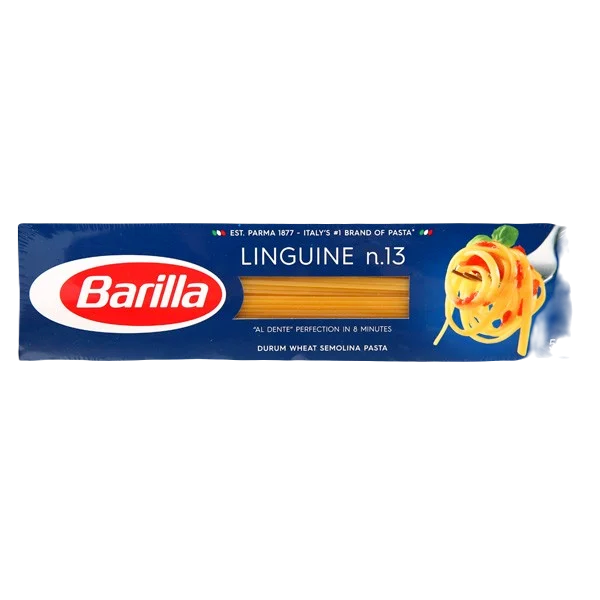 EST. PARMA 1877 - ITALY'S #1 BRAND OF PASTA*
LINGUINE n.13
Barilla
"AL DENTE" PERFECTION IN 8 MINUTES
DURUM WHEAT SEMOLINA PASTA